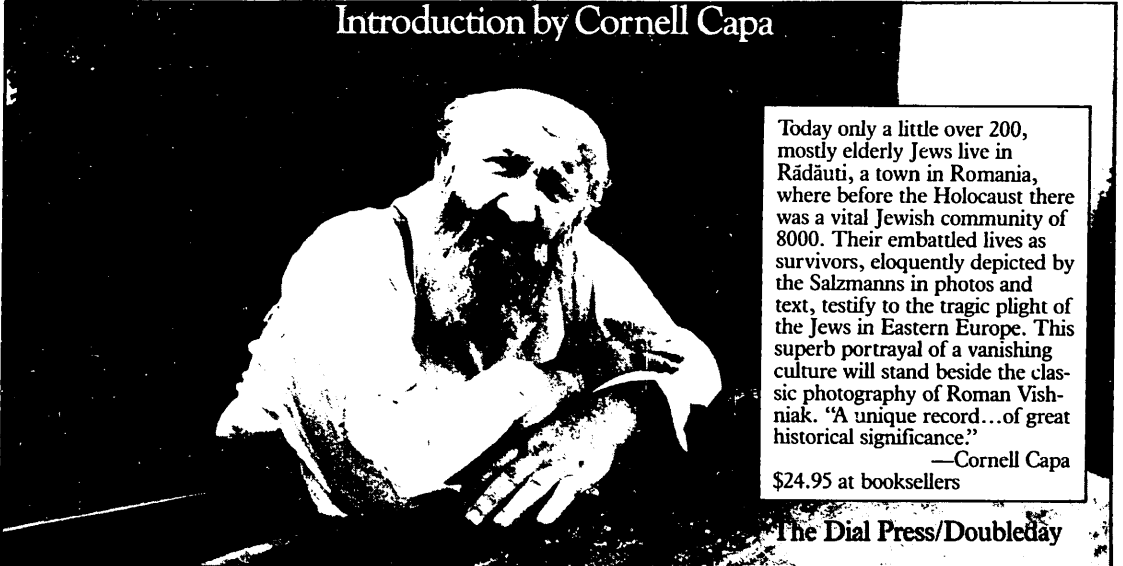 Introduction by Cornell Capa
Today only a little over 200,
mostly elderly Jews live in
Rădăuti, a town in Romania,
where before the Holocaust there
was a vital Jewish community of
8000. Their embattled lives as
survivors, eloquently depicted by
the Salzmanns in photos and
text, testify to the tragic plight of
the Jews in Eastern Europe. This
superb portrayal of a vanishing
culture will stand beside the clas-
sic photography of Roman Vish-
niak. “A unique record...of great
historical significance.”
—Cornell Capa
$24.95 at booksellers
The Dial Press/Doubleday